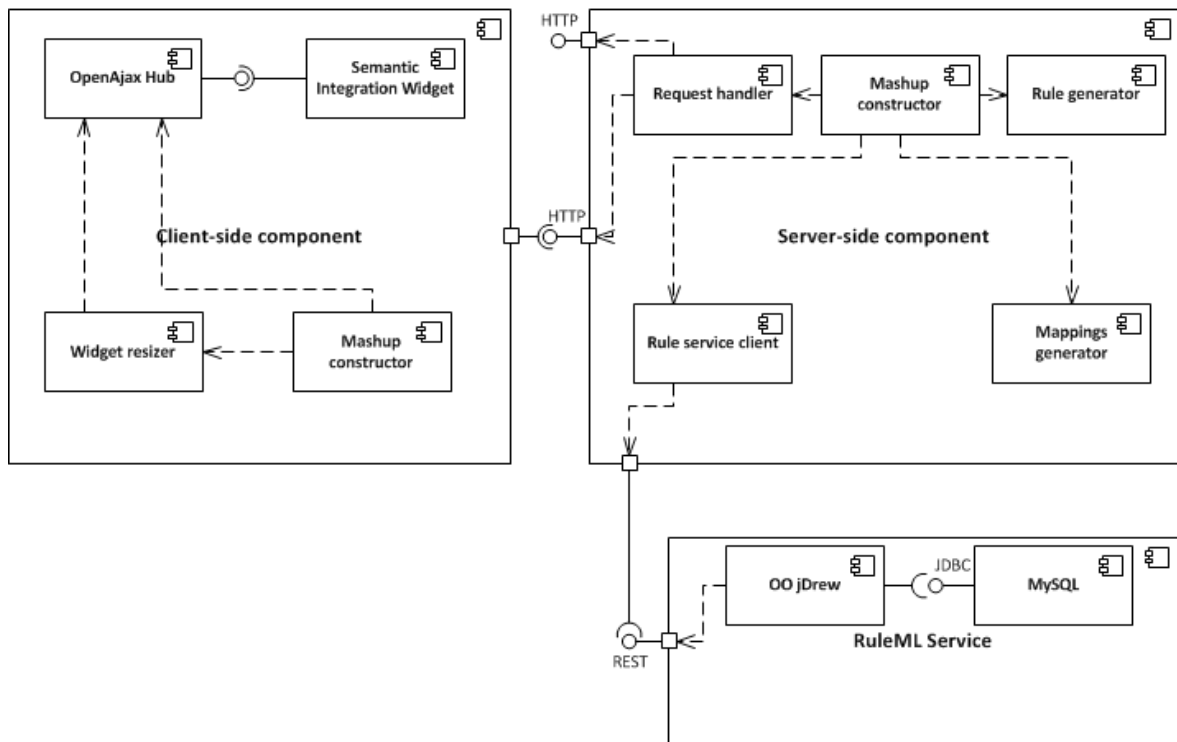 OpenAjax Hub
Semantic
Integration Widget
Client-side component
Widget resizer
Mashup
constructor
HTTP
HTTP
Request handler
Mashup
constructor
Rule generator
Server-side component
Rule service client
Mappings
generator
OO jDrew
JDBC
MySQL
REST
RuleML Service